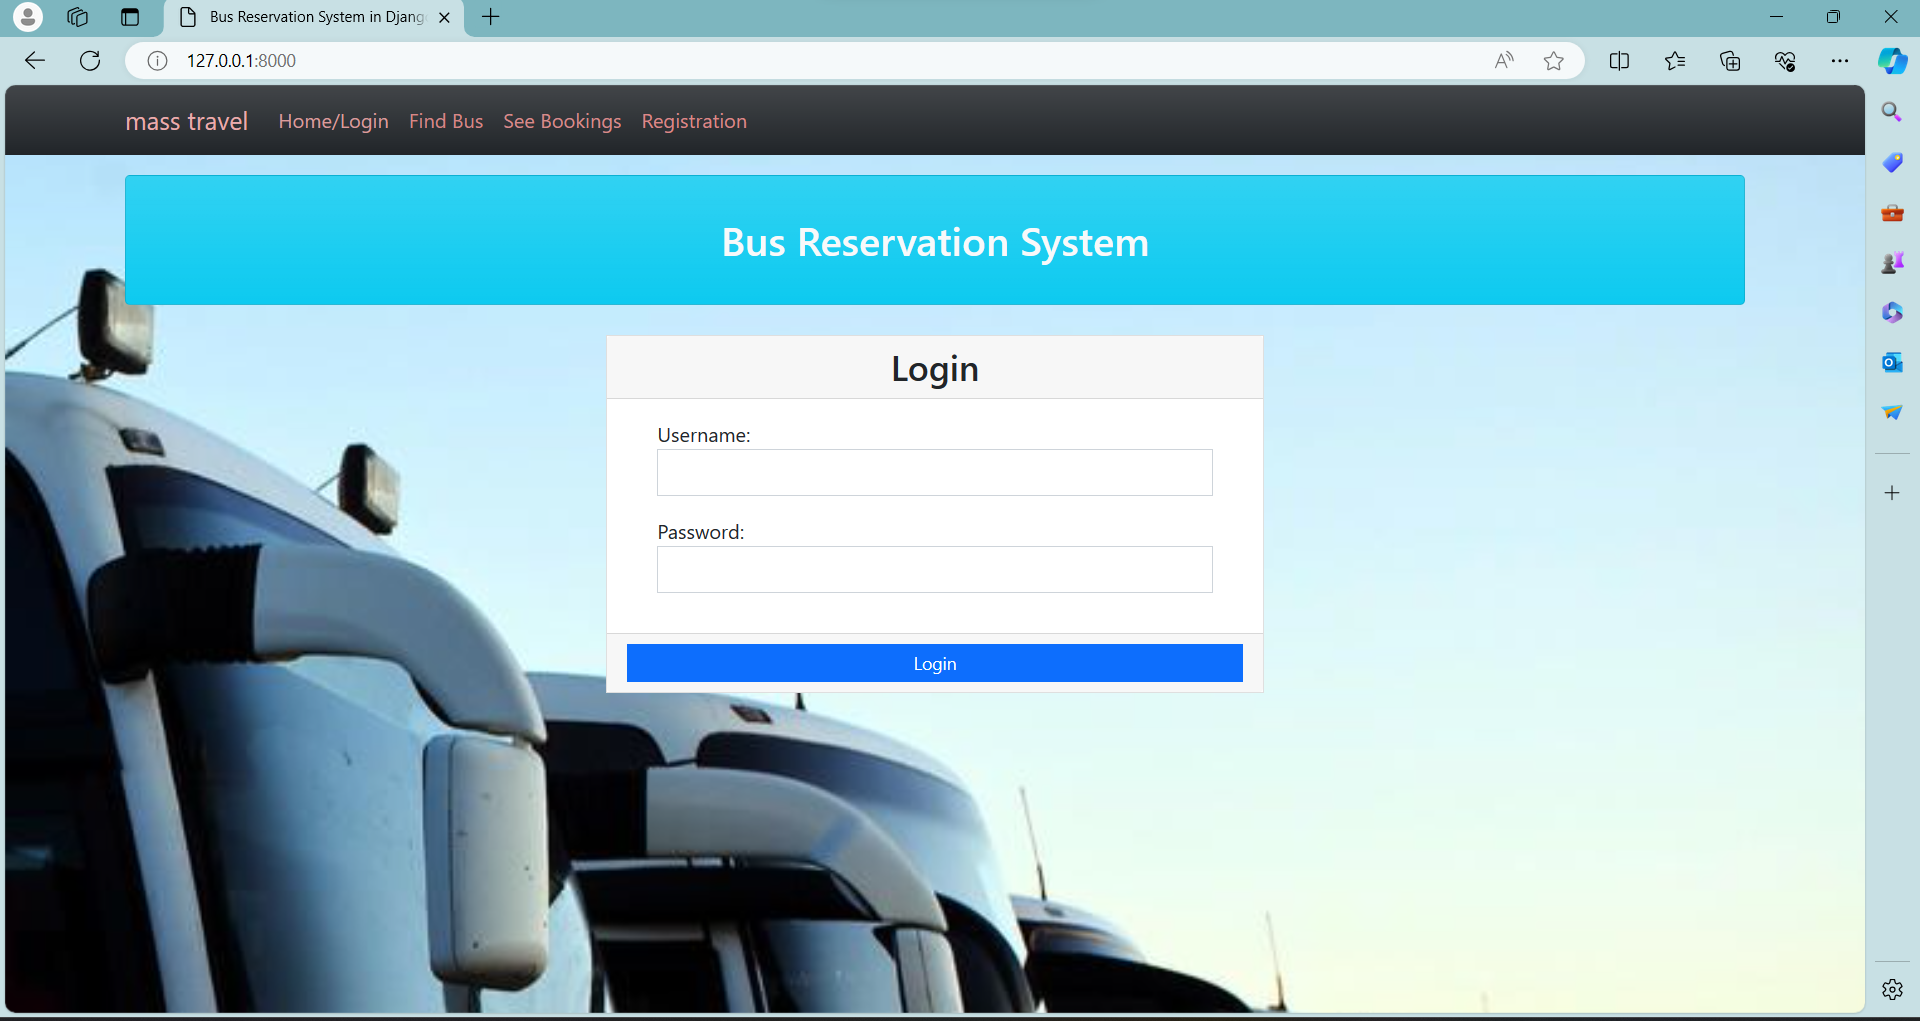 Bus Reservation System in Djang
127.0.0.1:8000
mass travel Home/Login Find Bus See Bookings Registration
Bus Reservation System
Login
Username:
Password:
Login